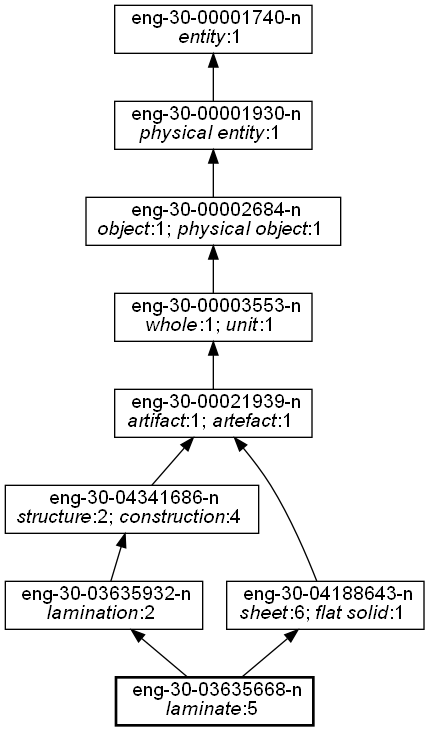 eng-30-00001740-n
entity:1
eng-30-00001930-n
physical entity:1
eng-30-00002684-n
object:1; physical object:1
eng-30-00003553-n
whole:1; unit:1
eng-30-00021939-n
artifact:1; artefact:1
eng-30-04341686-n
structure:2; construction:4
eng-30-03635932-n
lamination:2
eng-30-04188643-n
sheet:6; flat solid:1
eng-30-03635668-n
laminate:5